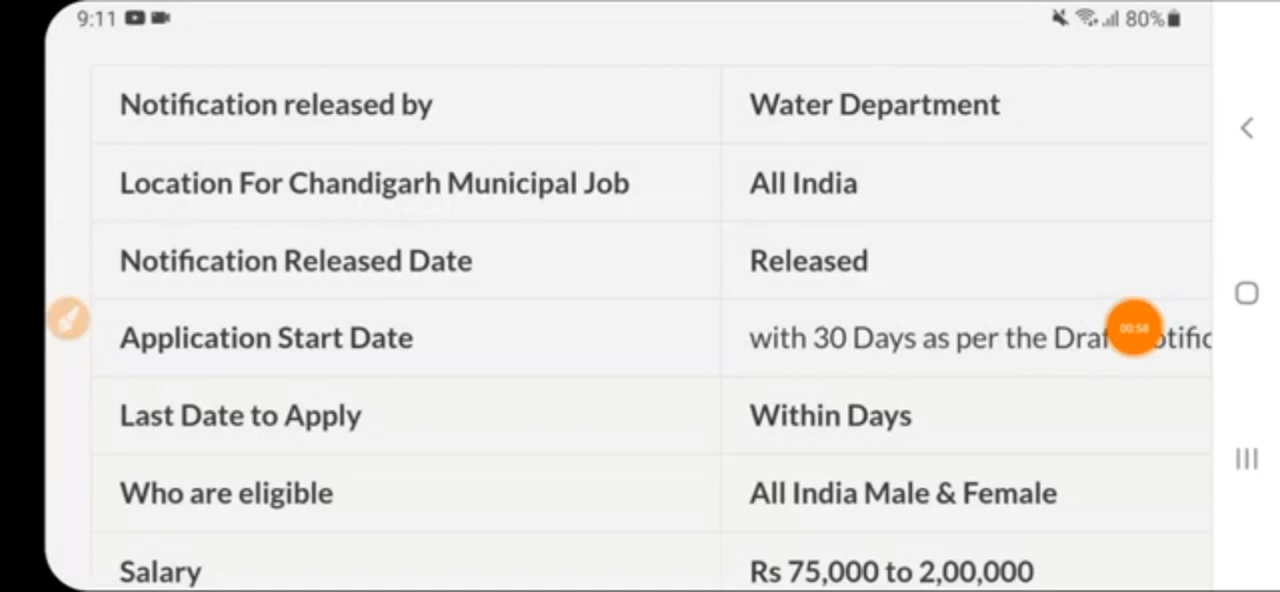 9:11 80%
Notification released by Water Department
Location For Chandigarh Municipal Job All India
Notification Released Date Released
Application Start Date with 30 Days as per the
00:58
Last Date to Apply Within Days
Who are eligible All India Male & Female
Salary Rs 75,000 to 2,00,000